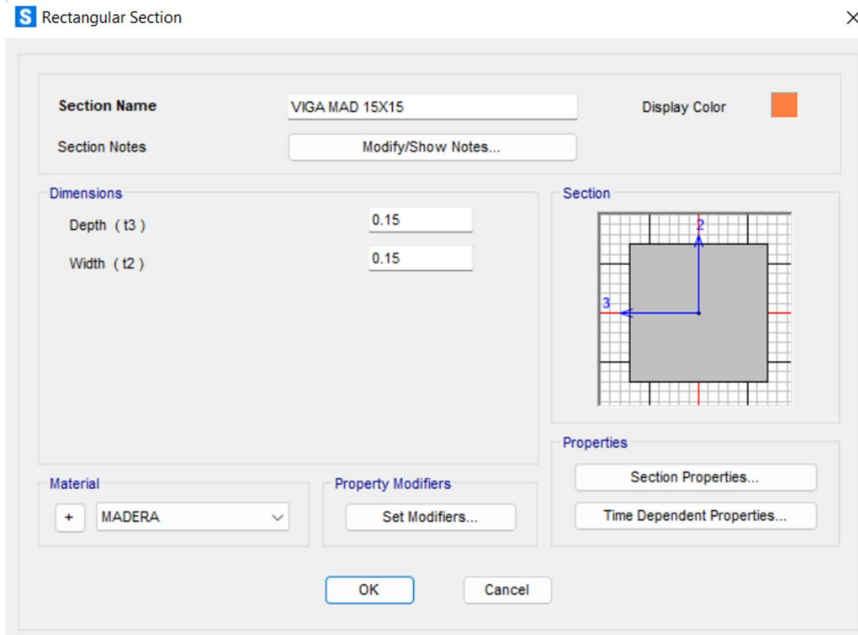 S Rectangular Section
Section Name VIGA MAD 15X15 Display Color
Section Notes Modify/Show Notes...
Dimensions
Depth ( t3 ) 0.15
Width ( t2 ) 0.15
Section
2
3
Properties
Section Properties...
Time Dependent Properties...
Material
+ MADERA
Property Modifiers
Set Modifiers...
OK Cancel